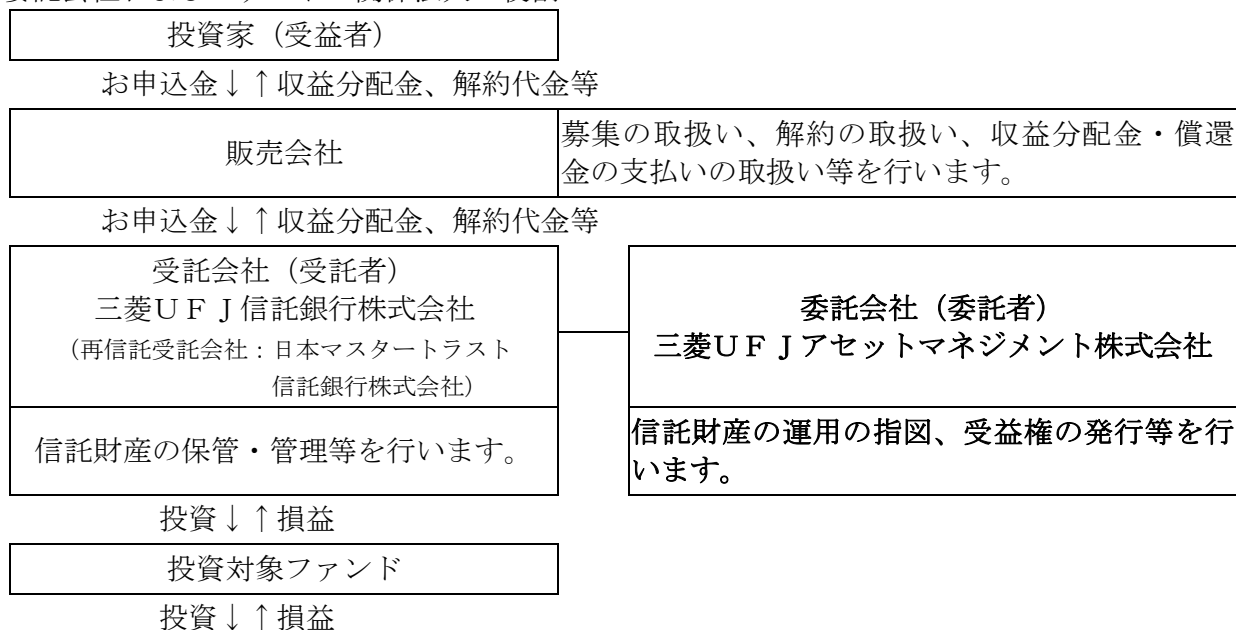 投資家（受益者）
お申込金↓↑収益分配金、解約代金等
販売会社
募集の取扱い、解約の取扱い、収益分配金・償還
金の支払いの取扱い等を行います。
お申込金↓↑収益分配金、解約代金等
受託会社（受託者）
三菱ＵＦＪ信託銀行株式会社
（再信託受託会社：日本マスタートラスト
信託銀行株式会社）
信託財産の保管・管理等を行います。
委託会社（委託者）
三菱ＵＦＪアセットマネジメント株式会社
信託財産の運用の指図、受益権の発行等を行
います。
投資↓↑損益
投資対象ファンド
投資↓↑損益